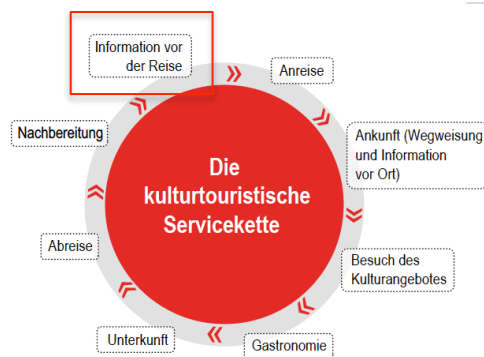 Information vor
der Reise
Anreise
Ankunft (Wegweisung
und Information
vor Ort)
Besuch des
Kulturangebotes
Gastronomie
Unterkunft
Abreise
Nachbereitung
Die
kulturtouristische
Servicekette